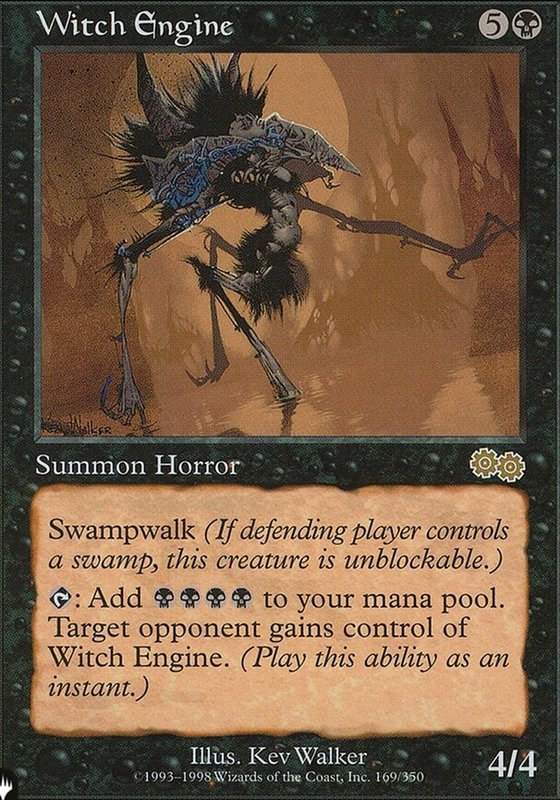 Witch Engine 5
Kev Walker
Summon Horror
Swampwalk (If defending player controls
a swamp, this creature is unblockable.)
: Add to your mana pool.
Target opponent gains control of
Witch Engine. (Play this ability as an
instant.)
Illus. Kev Walker
©1993–1998 Wizards of the Coast, Inc. 169/350
4/4